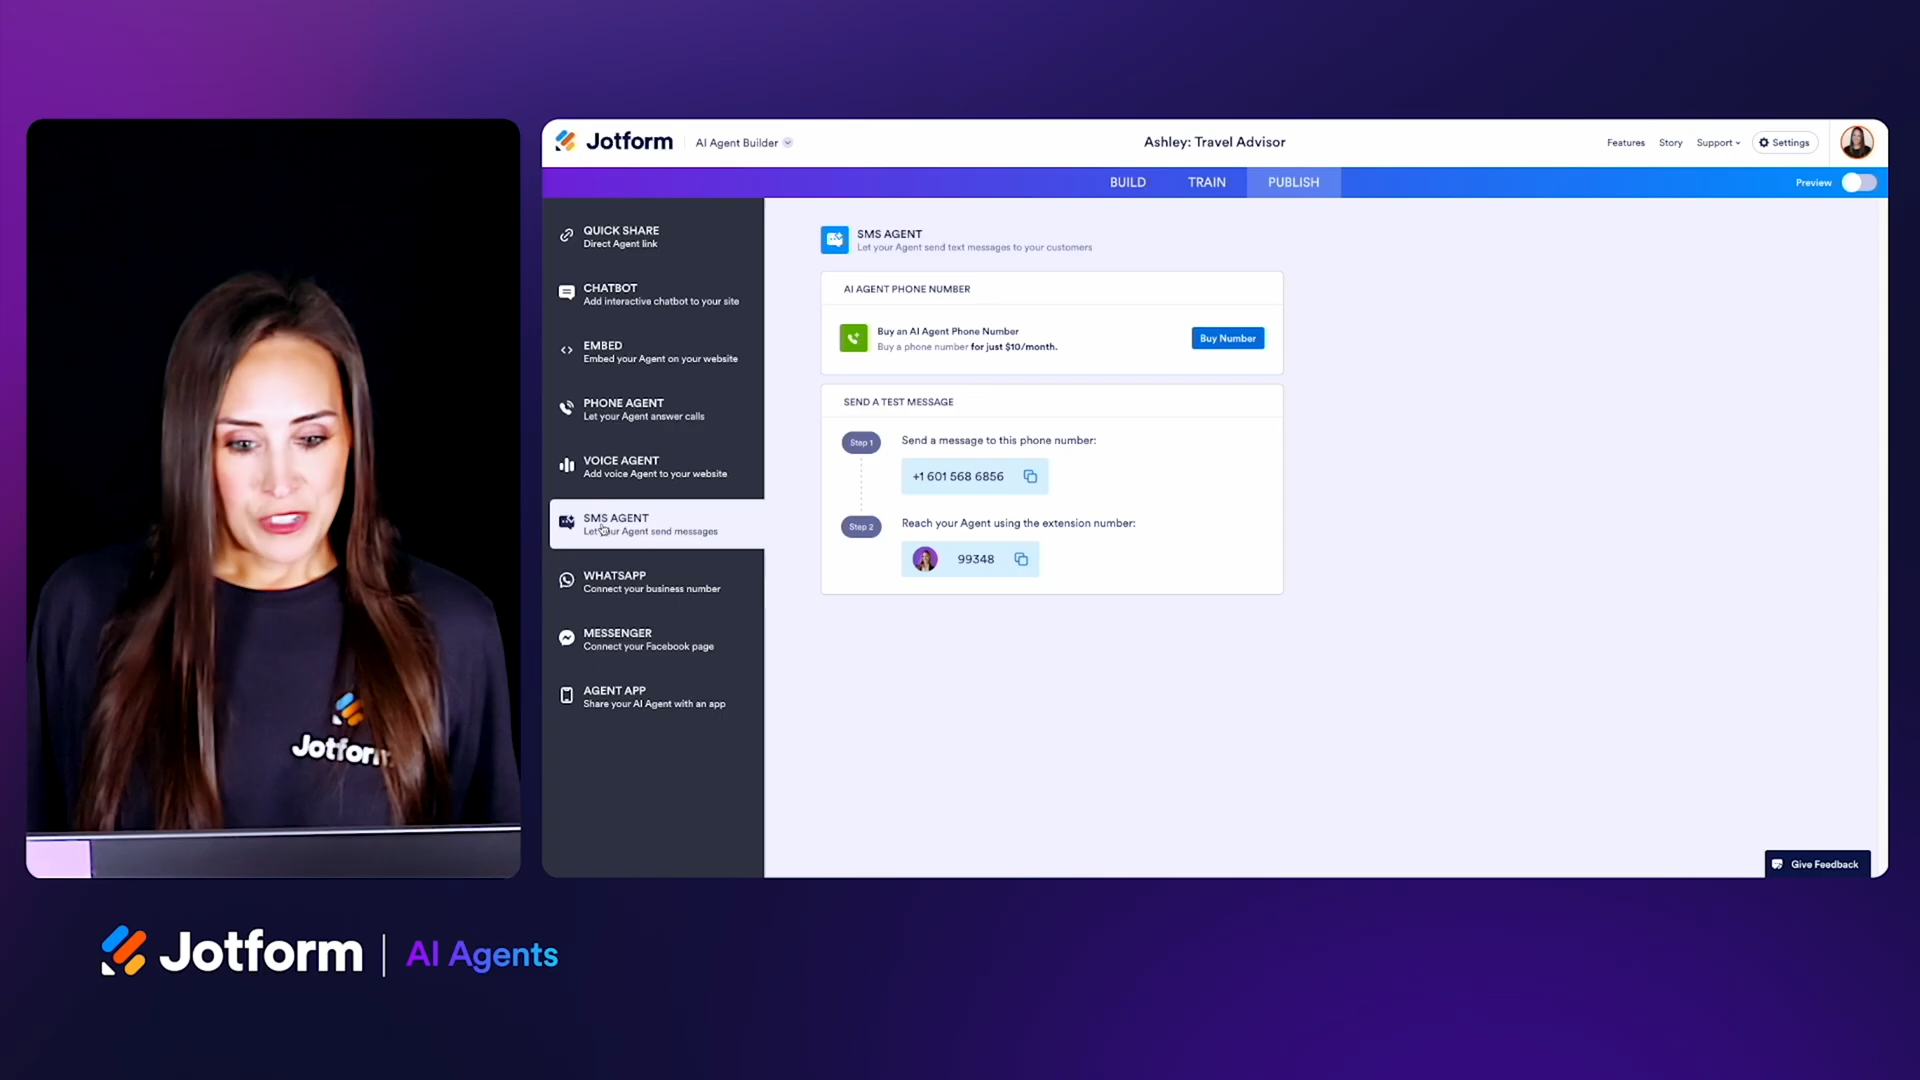 Jotform
AI Agent Builder
Ashley: Travel Advisor
Features
Story
Support
Settings
BUILD
TRAIN
PUBLISH
Preview
QUICK SHARE
Direct Agent link
CHATBOT
Add interactive chatbot to your site
EMBED
Embed your Agent on your website
PHONE AGENT
Let your Agent answer calls
VOICE AGENT
Add voice Agent to your website
SMS AGENT
Let your Agent send messages
WHATSAPP
Connect your business number
MESSENGER
Connect your Facebook page
AGENT APP
Share your AI Agent with an app
SMS AGENT
Let your Agent send text messages to your customers
AI AGENT PHONE NUMBER
Buy an AI Agent Phone Number
Buy a phone number for just $10/month.
Buy Number
SEND A TEST MESSAGE
Step 1
Send a message to this phone number:
+1 601 568 6856
Step 2
Reach your Agent using the extension number:
99348
Give Feedback
Jotform
Jotform | AI Agents